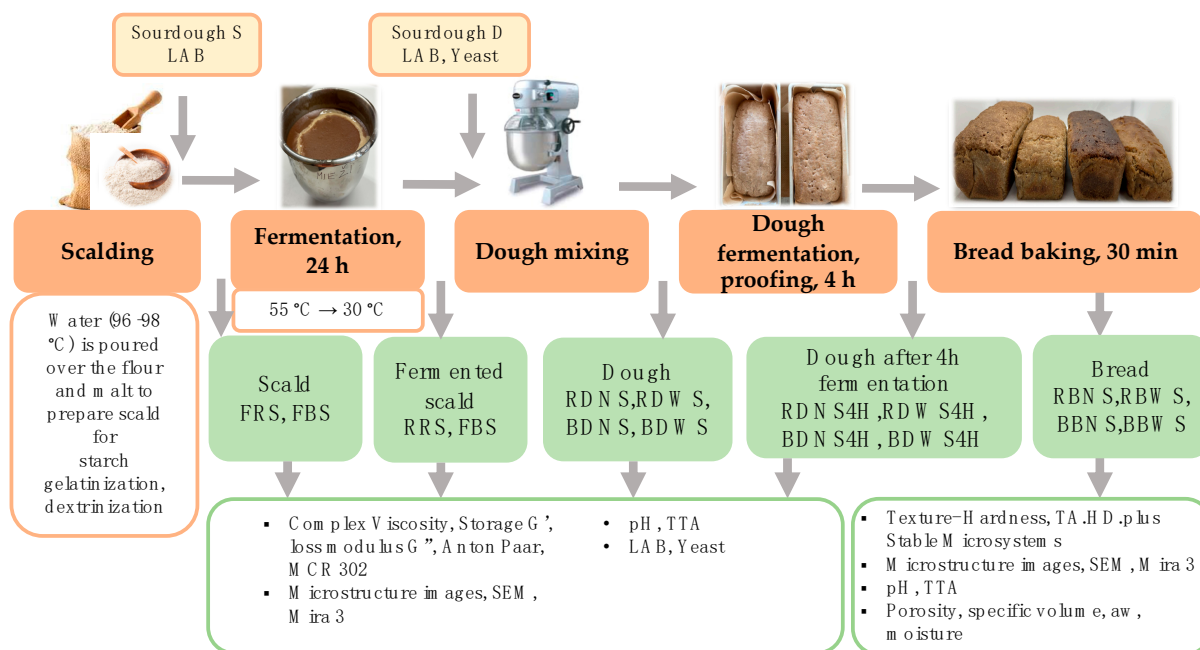 Sourdough S
LAB
Sourdough D
LAB, Yeast
MIEZI
Scalding
Fermentation,
24 h
Dough mixing
Dough
fermentation,
proofing, 4 h
Bread baking, 30 min
55 °C → 30 °C
Water (96-98
°C) is poured
over the flour
and malt to
prepare scald
for
starch
gelatinization,
dextrinization
Scald
FRS, FBS
Fermented
scald
RRS, FBS
Dough
RDNS, RDWS,
BDNS, BDWS
Dough after 4h
fermentation
RDNS4H, RDWS4H,
BDNS4H, BDWS4H
Bread
RBNS, RBWS,
BBNS, BBWS
▪ Complex Viscosity, Storage G’,
loss modulus G”, Anton Paar,
MCR 302
▪ Microstructure images, SEM,
Mira3
• pH, TTA
• LAB, Yeast
▪ Texture-Hardness, TA.HD.plus
Stable Microsystems
▪ Microstructure images, SEM, Mira3
▪ pH, TTA
▪ Porosity, specific volume, aw,
moisture